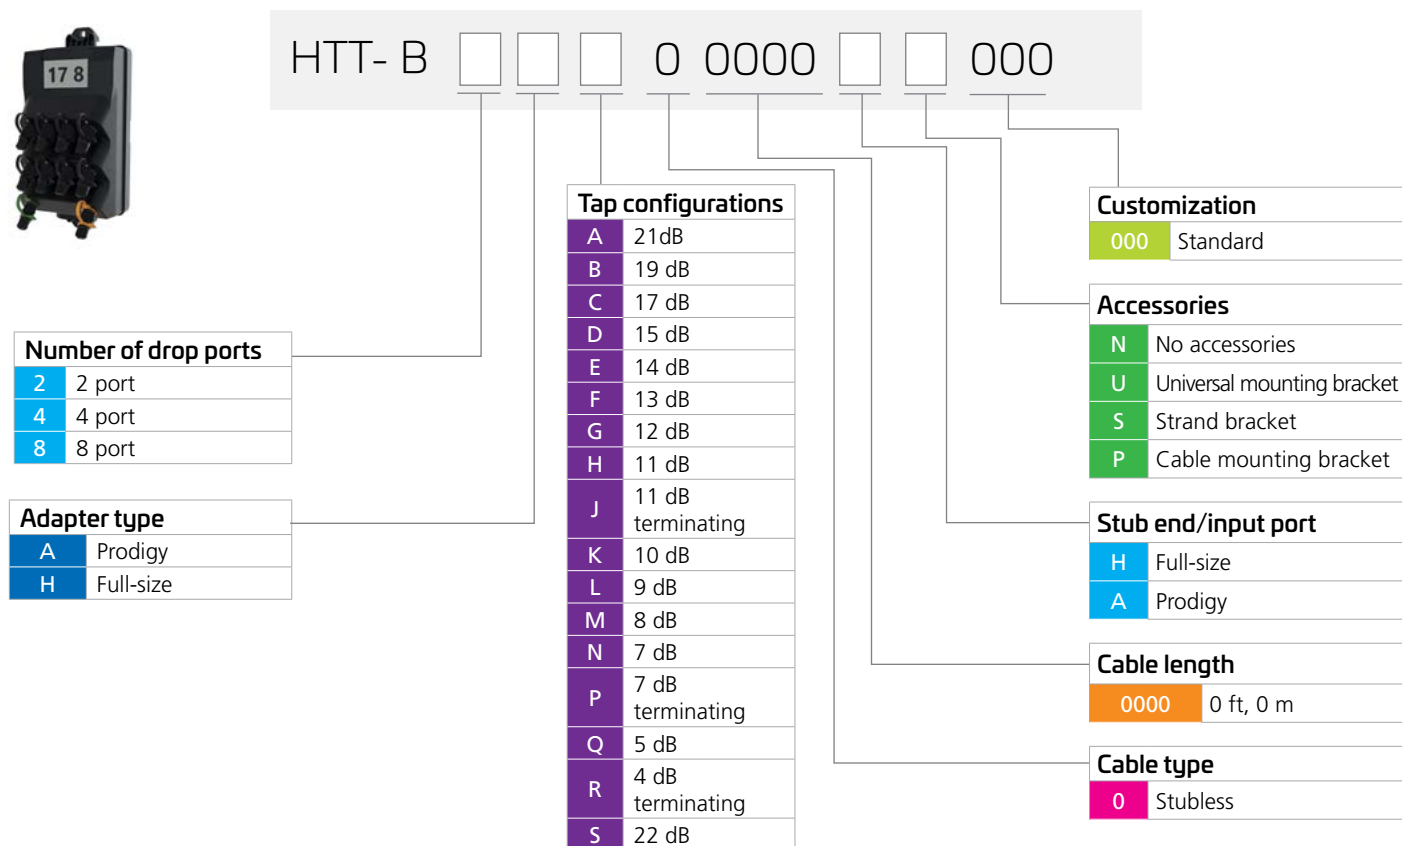 HTT- B 0 0000 000
17 8
Number of drop ports
2 2 port
4 4 port
8 8 port
Adapter type
A Prodigy
H Full-size
Tap configurations
A 21dB
B 19 dB
C 17 dB
D 15 dB
E 14 dB
F 13 dB
G 12 dB
H 11 dB
J 11 dB
terminating
K 10 dB
L 9 dB
M 8 dB
N 7 dB
P 7 dB
terminating
Q 5 dB
R 4 dB
terminating
S 22 dB
Customization
000 Standard
Accessories
N No accessories
U Universal mounting bracket
S Strand bracket
P Cable mounting bracket
Stub end/input port
H Full-size
A Prodigy
Cable length
0000 0 ft, 0 m
Cable type
0 Stubless